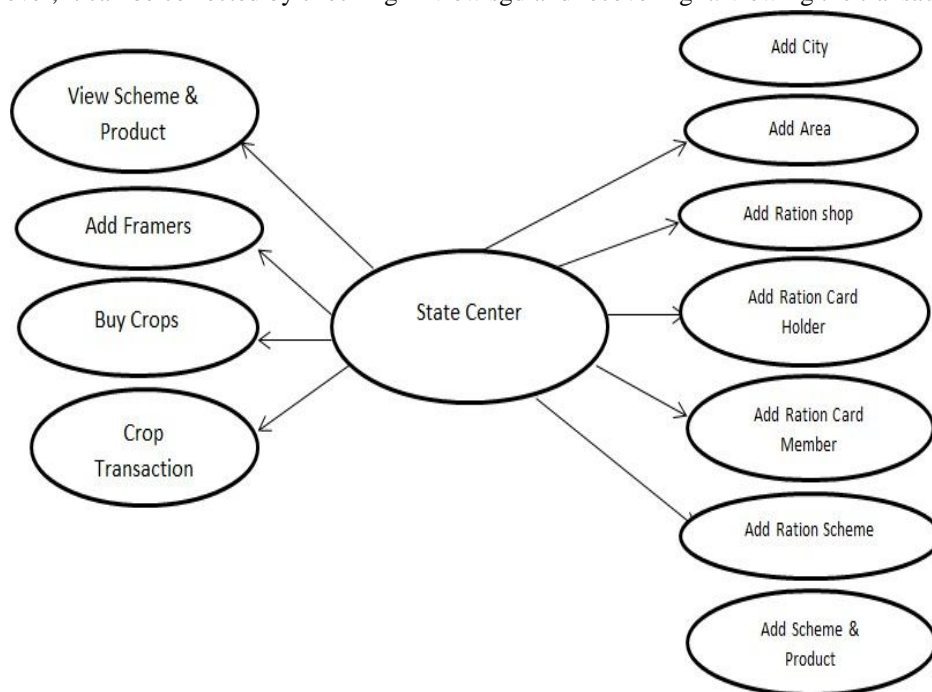 View Scheme &
Product
Add Framers
Buy Crops
Crop
Transaction
State Center
Add City
Add Area
Add Ration shop
Add Ration Card
Holder
Add Ration Card
Member
Add Ration Scheme
Add Scheme &
Product